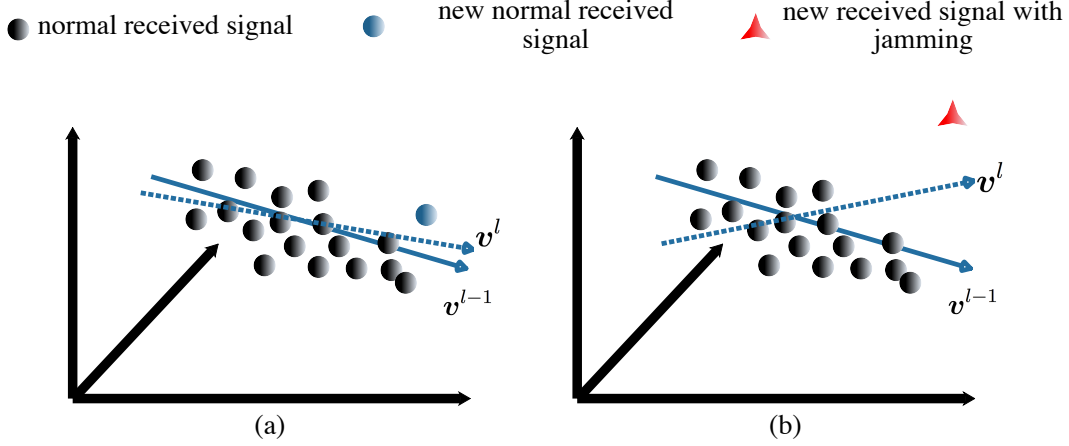 normal received signal
new normal received
signal
new received signal with
jamming
v^l
v^{l-1}
(a)
v^l
v^{l-1}
(b)